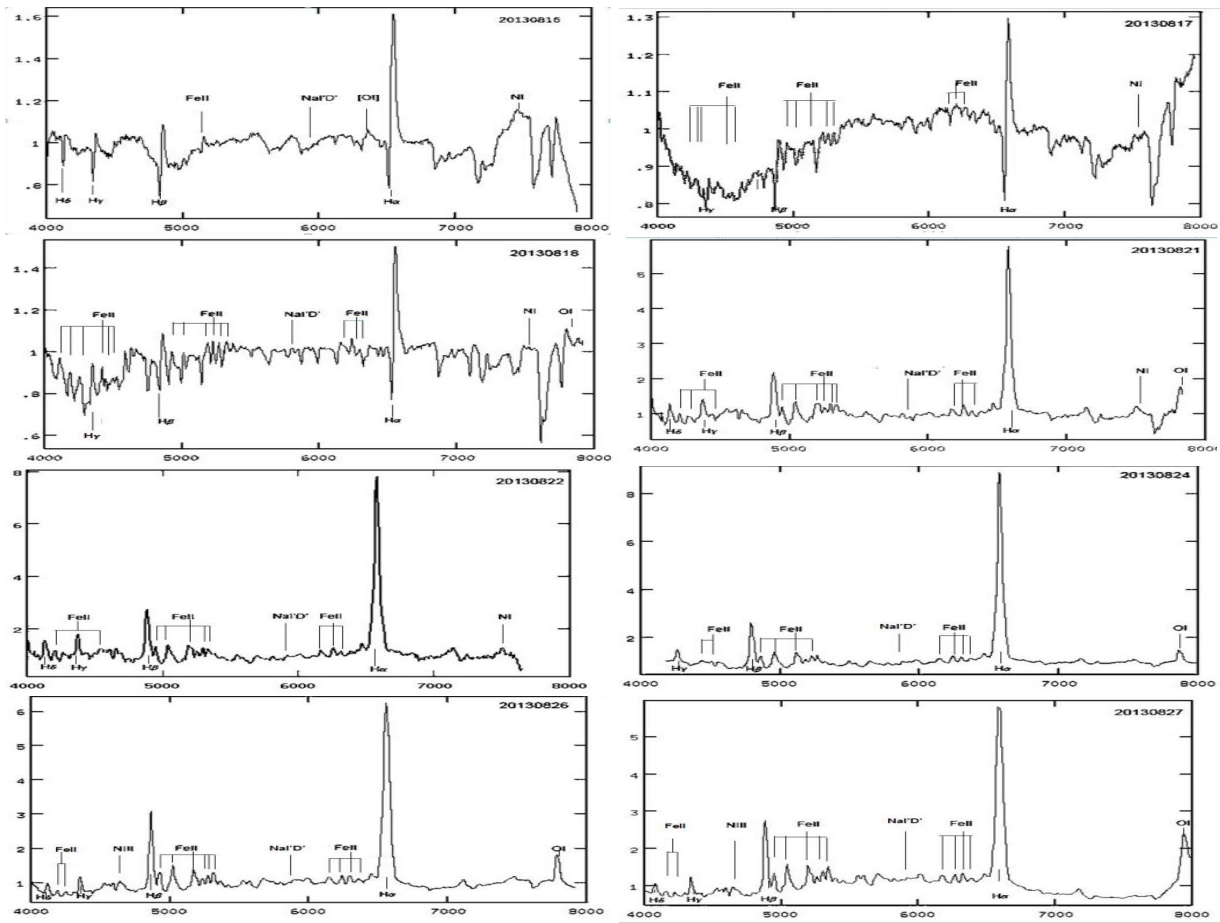 20130816
1.6
1.4
1.2
1
.8
FeII
NaI'D'
[OI]
NI
Hδ
Hγ
Hβ
Hα
4000 5000 6000 7000 8000
20130817
1.3
1.2
1.1
1
.9
.8
FeII
FeII
FeII
NI
Hγ
Hβ
Hα
4000 5000 6000 7000 8000
20130818
1.4
1.2
1
.8
.6
FeII
FeII
NaI'D'
FeII
NI
OI
Hγ
Hβ
Hα
4000 5000 6000 7000 8000
20130821
5
4
3
2
1
FeII
FeII
NaI'D'
FeII
NI
OI
Hδ
Hγ
Hβ
Hα
4000 5000 6000 7000 8000
20130822
8
6
4
2
FeII
FeII
NaI'D'
FeII
NI
Hδ
Hγ
Hβ
Hα
4000 5000 6000 7000 8000
20130824
8
6
4
2
FeII
FeII
NaI'D'
FeII
OI
Hγ
Hβ
Hα
4000 5000 6000 7000 8000
20130826
6
5
4
3
2
1
FeII
NIII
FeII
NaI'D'
FeII
OI
Hδ
Hγ
Hβ
Hα
4000 5000 6000 7000 8000
20130827
5
4
3
2
1
FeII
NIII
FeII
NaI'D'
FeII
OI
Hδ
Hγ
Hβ
Hα
4000 5000 6000 7000 8000